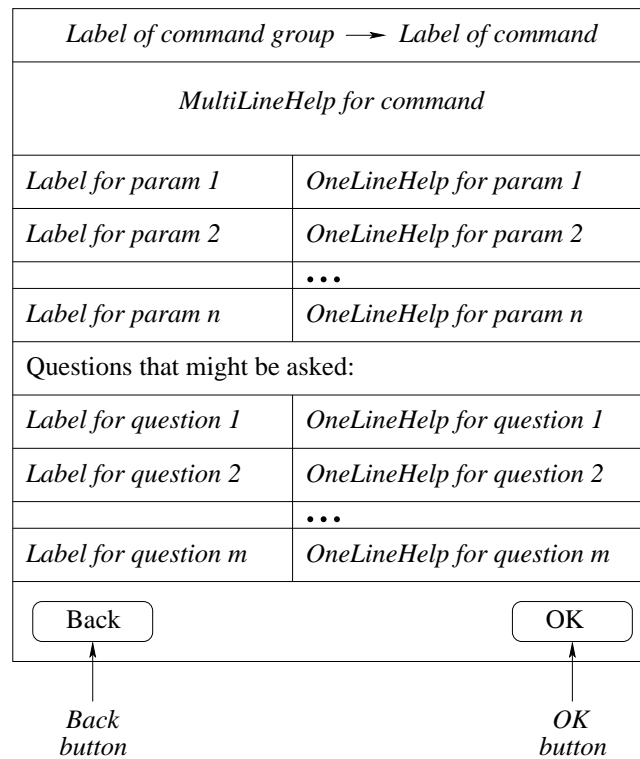 Label of command group → Label of command
MultiLineHelp for command
Label for param 1 OneLineHelp for param 1
Label for param 2 OneLineHelp for param 2
...
Label for param n OneLineHelp for param n
Questions that might be asked:
Label for question 1 OneLineHelp for question 1
Label for question 2 OneLineHelp for question 2
...
Label for question m OneLineHelp for question m
Back OK
Back OK
button button